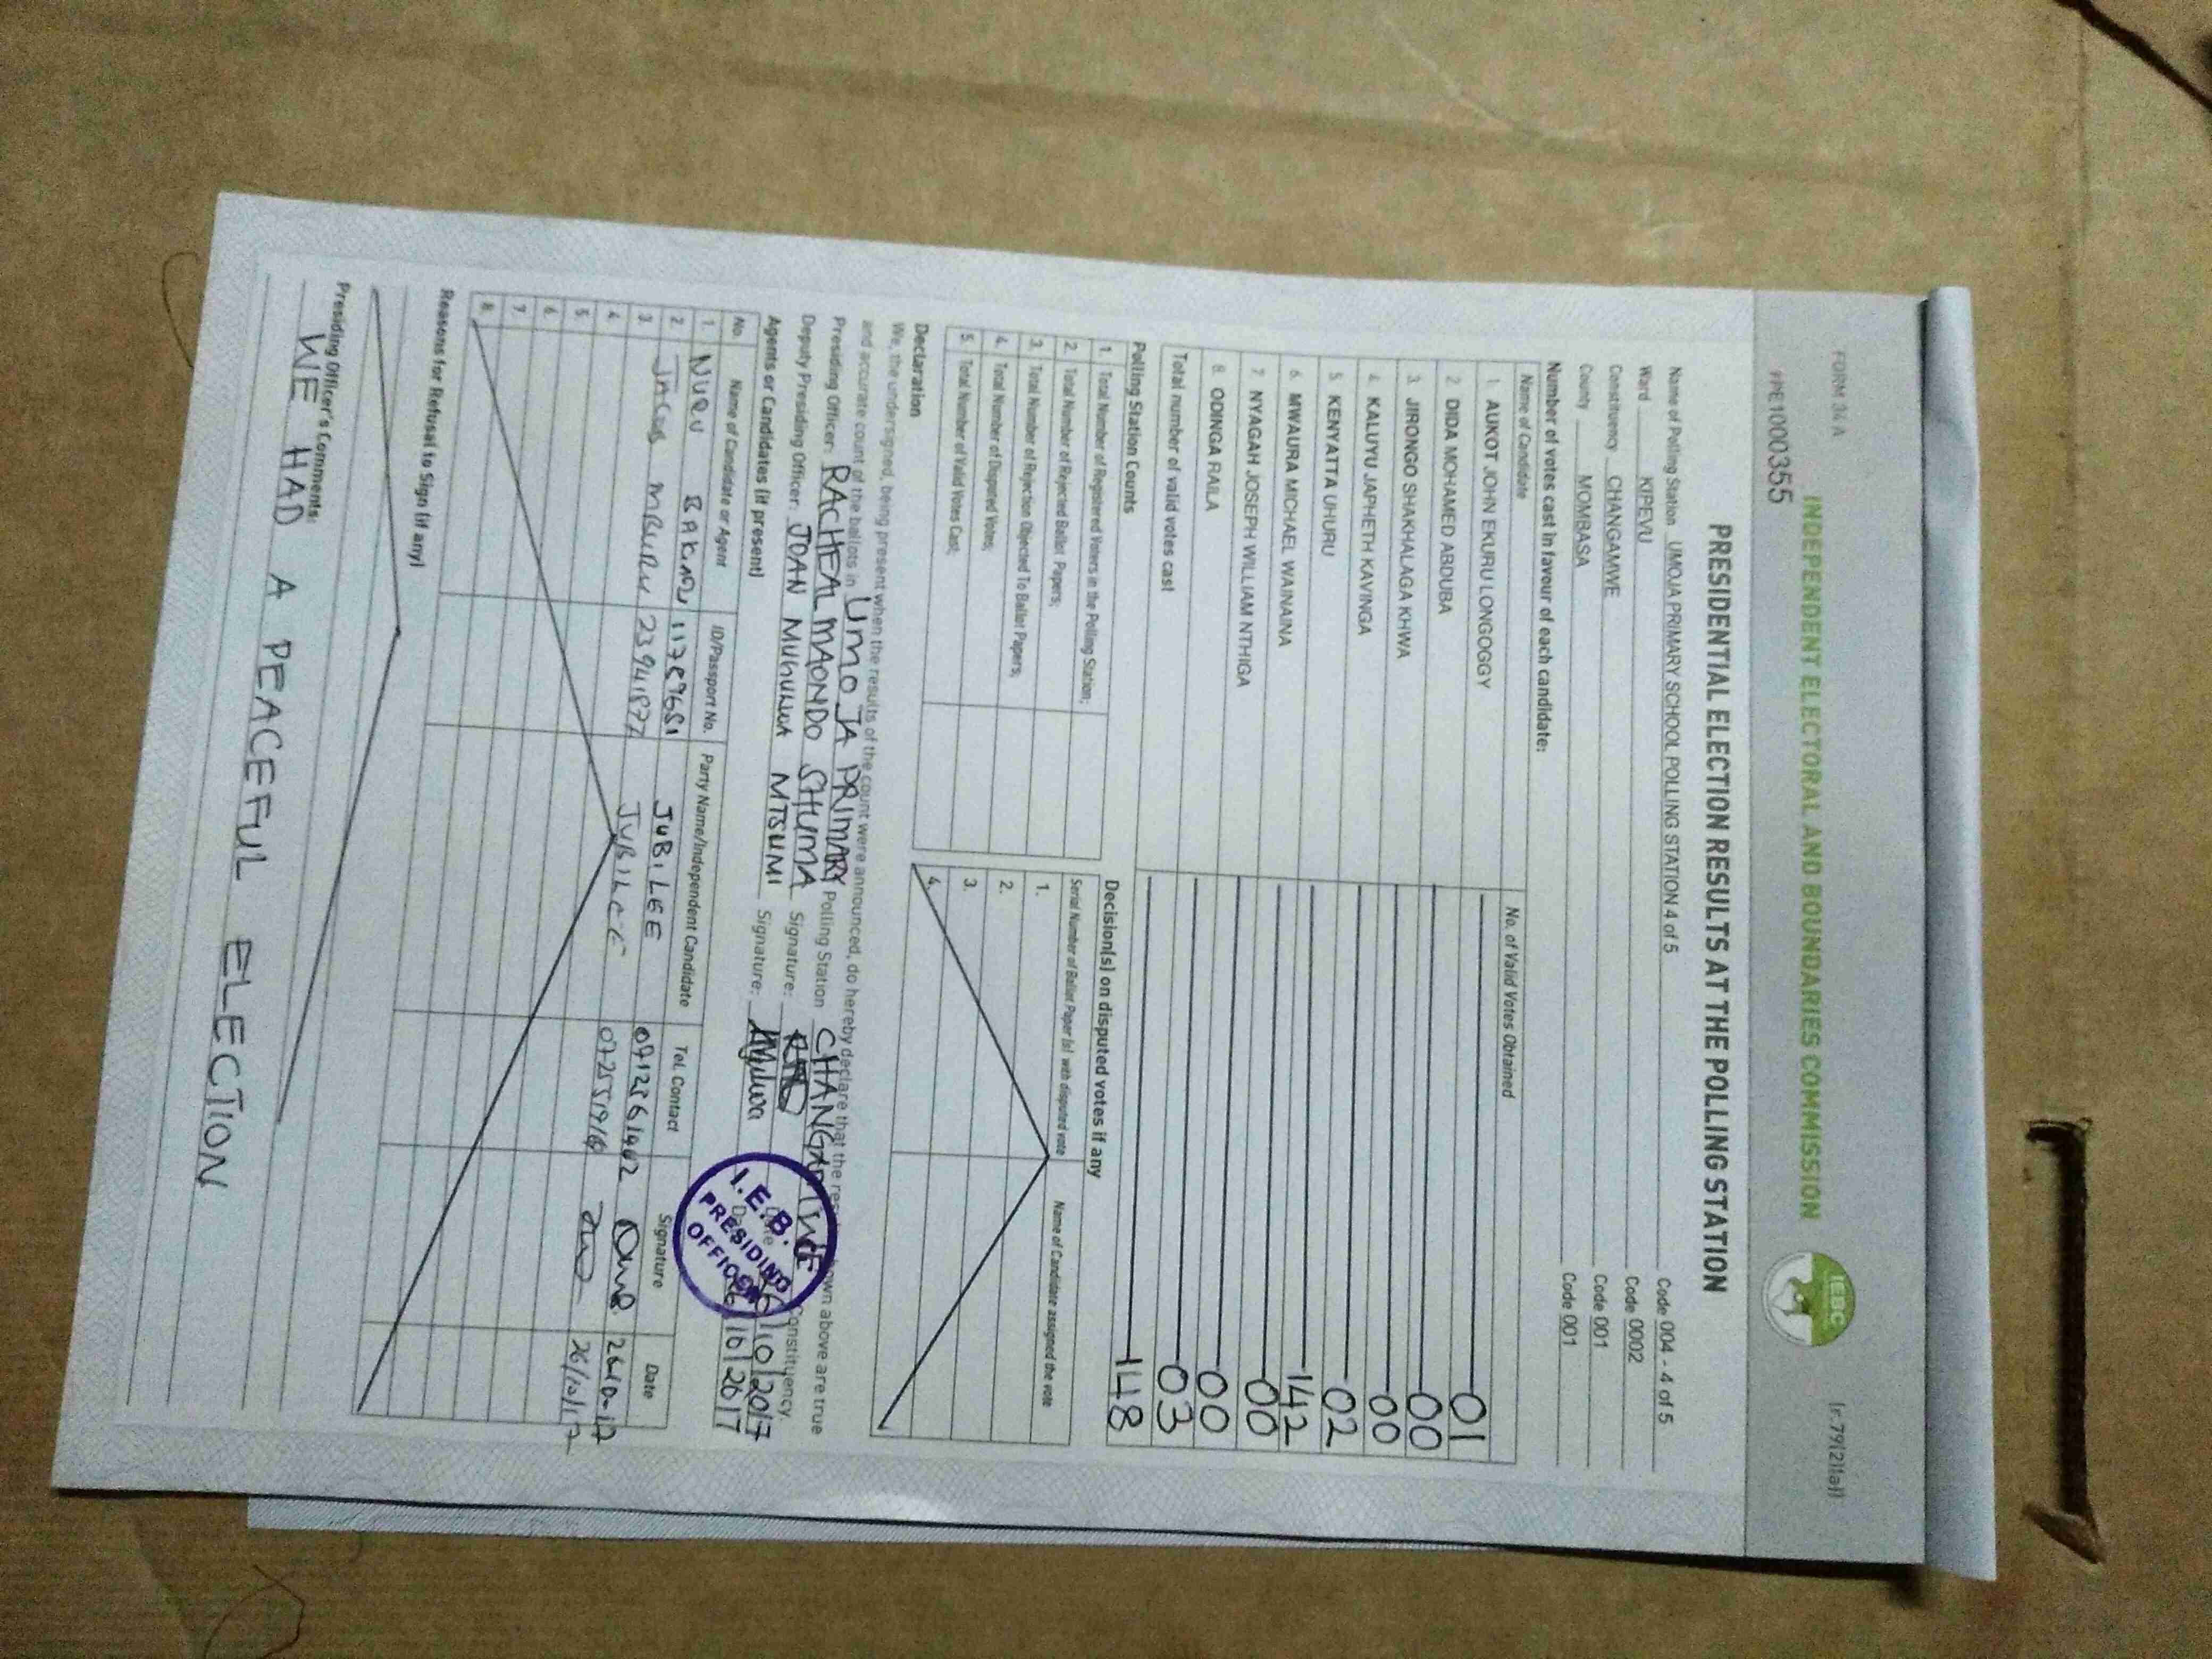 FORM 34 A
(r.79(2)(a))
INDEPENDENT ELECTORAL AND BOUNDARIES COMMISSION
IEBC
PRE1000355
PRESIDENTIAL ELECTION RESULTS AT THE POLLING STATION
Name of Polling Station UMOJA PRIMARY SCHOOL POLLING STATION 4 of 5 Code 004 - 4 of 5
Ward KIPEVU Code 0002
Constituency CHANGAMWE Code 001
County MOMBASA Code 001
Number of votes cast in favour of each candidate:
Name of Candidate No. of Valid Votes Obtained
1. AUKOT JOHN EKURU LONGOGGY 01
2. DIDA MOHAMED ABDUBA 00
3. JIRONGO SHAKHALAGA KHWA 00
4. KALUYU JAPHETH KAVINGA 02
5. KENYATTA UHURU 142
6. MWAURA MICHAEL WAINAINA 00
7. NYAGAH JOSEPH WILLIAM NTHIGA 00
8. ODINGA RAILA 03
Total number of valid votes cast 148
Polling Station Counts
1. Total Number of Registered Voters in the Polling Station;
2. Total Number of Rejected Ballot Papers;
3. Total Number of Rejection Objected To Ballot Papers;
4. Total Number of Disputed Votes;
5. Total Number of Valid Votes Cast;
Decision(s) on disputed votes if any
Serial Number of Ballot Paper (s) with disputed vote Name of Candidate assigned the vote
1.
2.
3.
4.
Declaration
We, the undersigned, being present when the results of the count were announced, do hereby declare that the results shown above are true
and accurate count of the ballots in UMOJA PRIMARY Polling Station CHANGAMWE Constituency
Presiding Officer: RACHEAL MAONDO SHUMA Signature: Date 26/10/2017
Deputy Presiding Officer: JOAN MUGUWA MTSUMI Signature: Date 26/10/2017
I.E.B.
PRESIDING
OFFICER
Agents or Candidates (if present)
No. Name of Candidate or Agent ID/Passport No. Party Name/Independent Candidate Tel. Contact Signature Date
1. NURU BAKARI JUBILEE 26-10-17
2. JACOB MBURU 23941872 JUBILEE 26/10/17
3.
4.
5.
6.
7.
8.
Reasons for Refusal to Sign (if any)
Presiding Officer's Comments:
WE HAD A PEACEFUL ELECTION